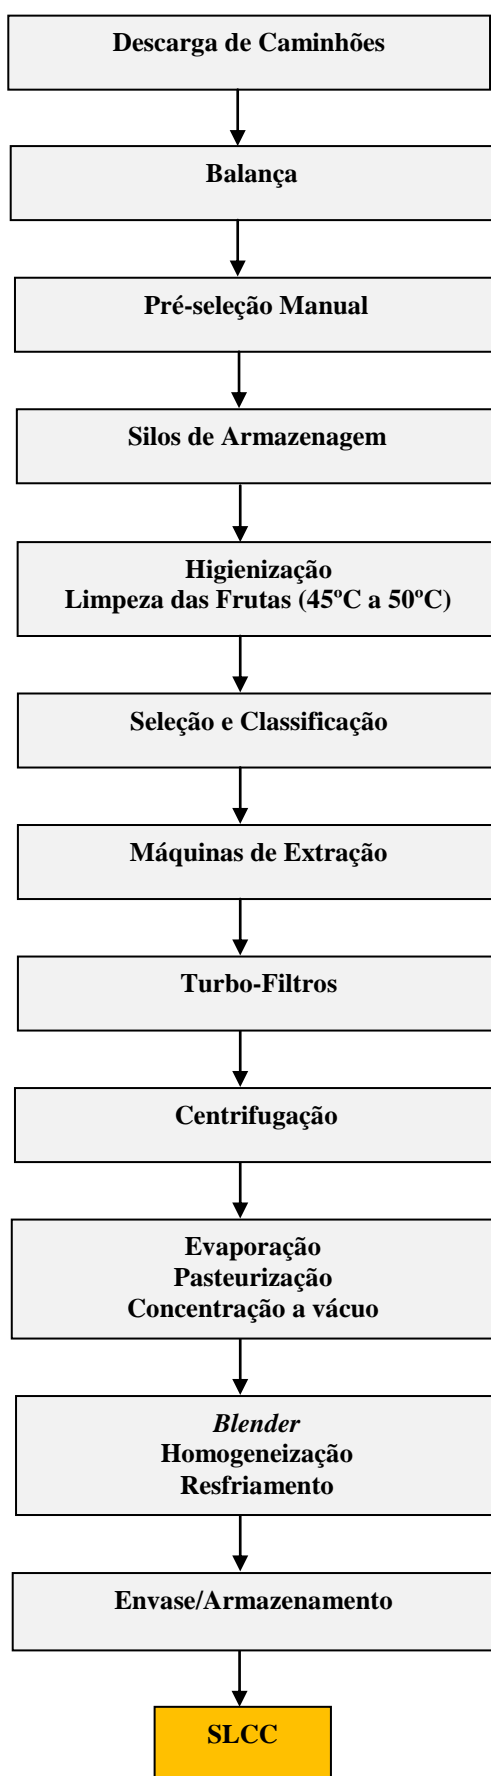 Descarga de Caminhões
Balança
Pré-seleção Manual
Silos de Armazenagem
Higienização
Limpeza das Frutas (45ºC a 50ºC)
Seleção e Classificação
Máquinas de Extração
Turbo-Filtros
Centrifugação
Evaporação
Pasteurização
Concentração a vácuo
Blender
Homogeneização
Resfriamento
Envase/Armazenamento
SLCC